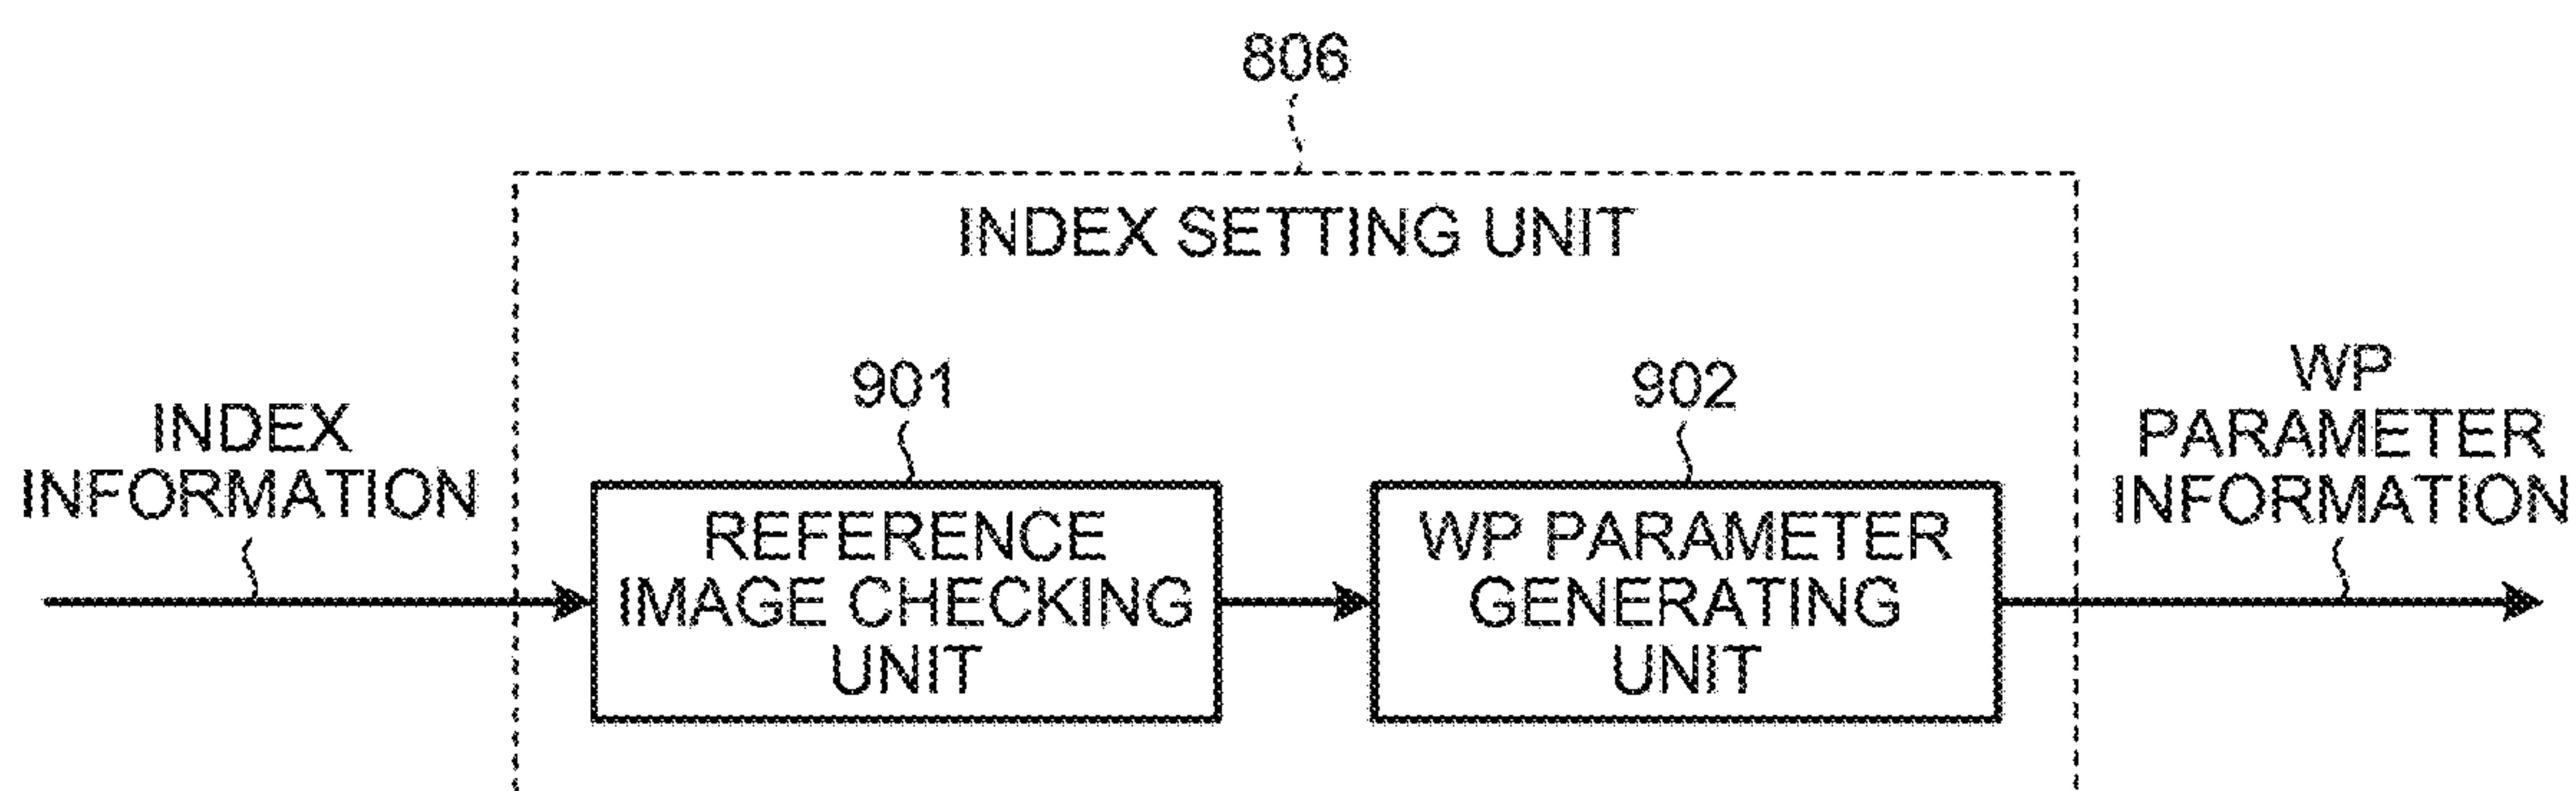 806
INDEX SETTING UNIT
INDEX
INFORMATION
901
REFERENCE
IMAGE CHECKING
UNIT
902
WP PARAMETER
GENERATING
UNIT
WP
PARAMETER
INFORMATION